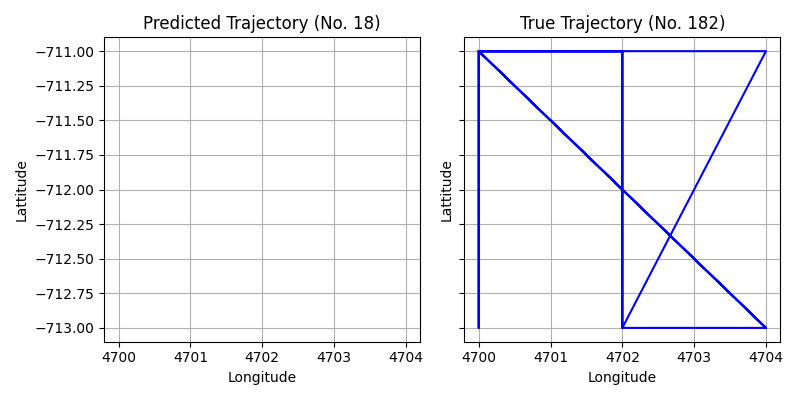 Predicted Trajectory (No. 18)
−711.00
−711.25
−711.50
−711.75
−712.00
−712.25
−712.50
−712.75
−713.00
Lattitude
4700 4701 4702 4703 4704
Longitude
True Trajectory (No. 182)
Lattitude
4700 4701 4702 4703 4704
Longitude